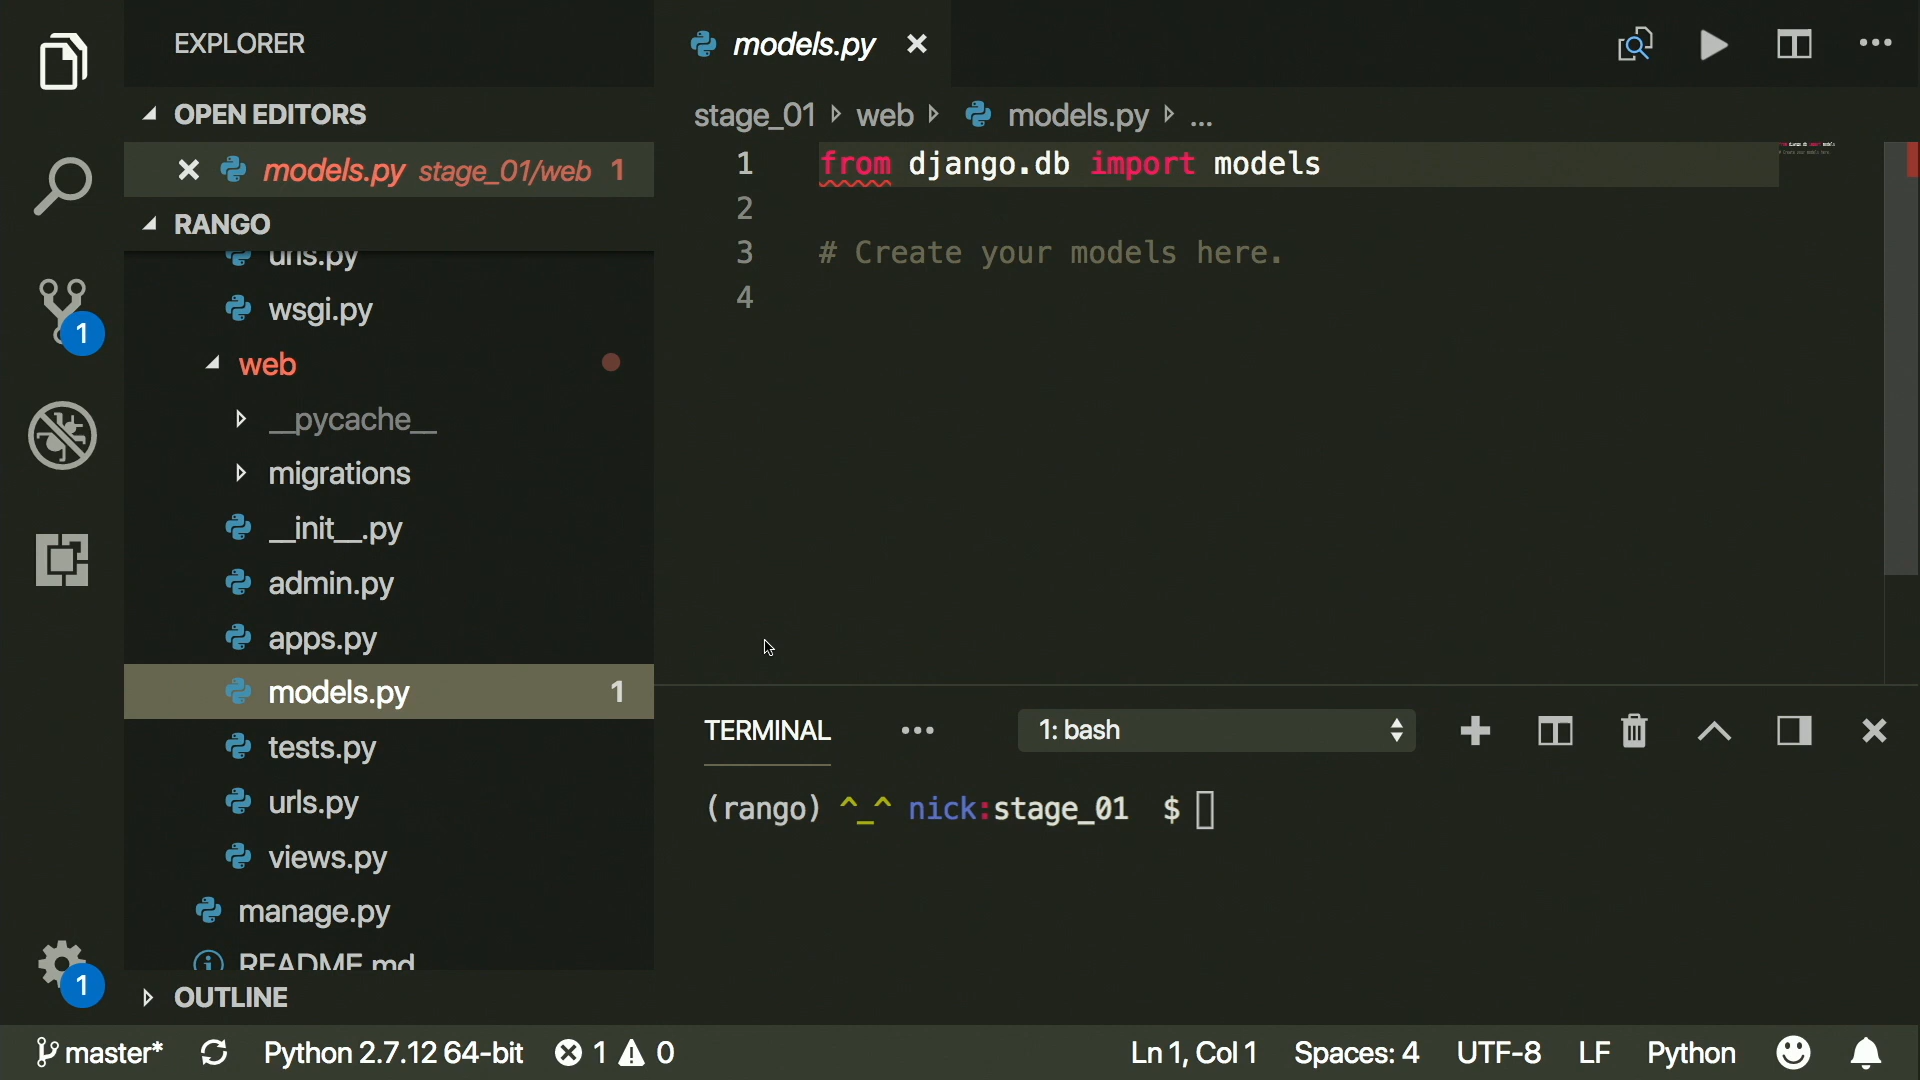 EXPLORER
OPEN EDITORS
models.py stage_01/web 1
RANGO
urls.py
wsgi.py
web
__pycache__
migrations
__init__.py
admin.py
apps.py
models.py 1
tests.py
urls.py
views.py
manage.py
README.md
OUTLINE
1
1
models.py
stage_01 web models.py ...
1 from django.db import models
2
3 # Create your models here.
4
TERMINAL 1: bash
(rango) ^_^ nick:stage_01 $
master* Python 2.7.12 64-bit 1 0 Ln 1, Col 1 Spaces: 4 UTF-8 LF Python